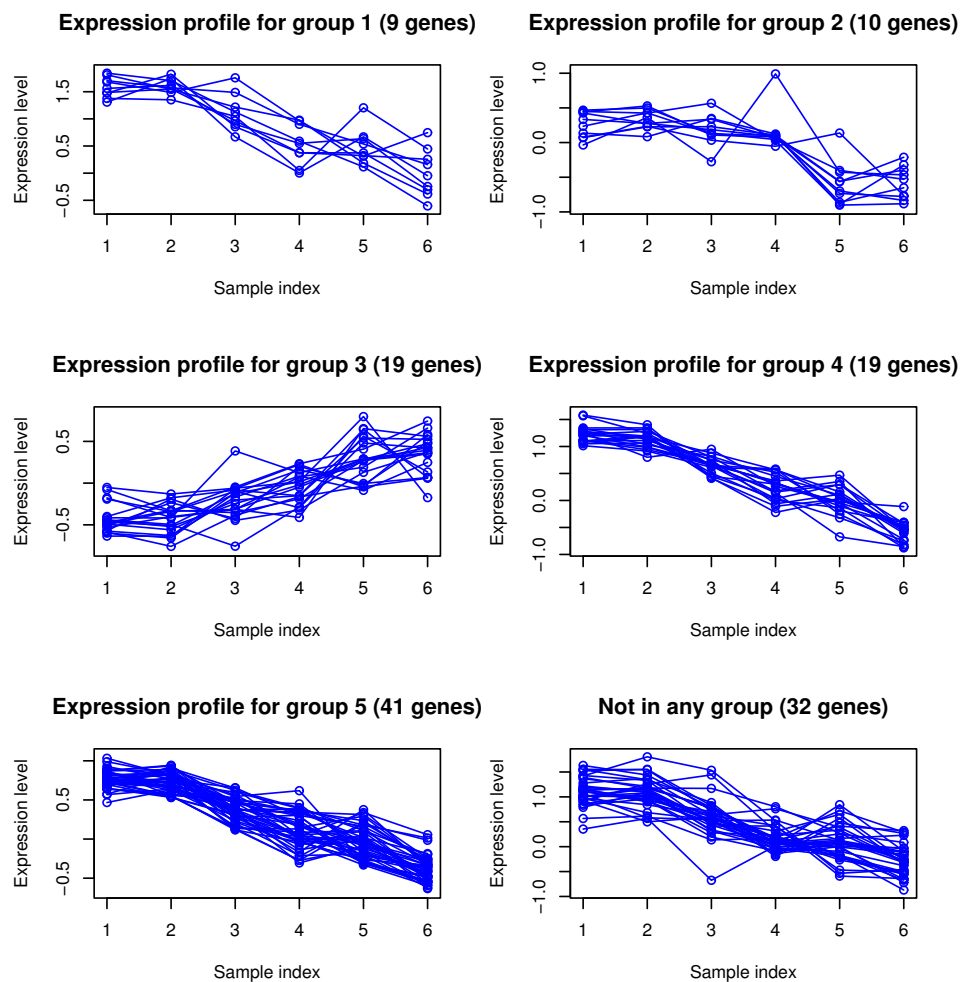 Expression profile for group 1 (9 genes)
Expression level
1.5
0.5
−0.5
1 2 3 4 5 6
Sample index
Expression profile for group 2 (10 genes)
Expression level
1.0
0.0
−1.0
1 2 3 4 5 6
Sample index
Expression profile for group 3 (19 genes)
Expression level
0.5
−0.5
1 2 3 4 5 6
Sample index
Expression profile for group 4 (19 genes)
Expression level
1.0
0.0
−1.0
1 2 3 4 5 6
Sample index
Expression profile for group 5 (41 genes)
Expression level
0.5
−0.5
1 2 3 4 5 6
Sample index
Not in any group (32 genes)
Expression level
1.0
0.0
−1.0
1 2 3 4 5 6
Sample index